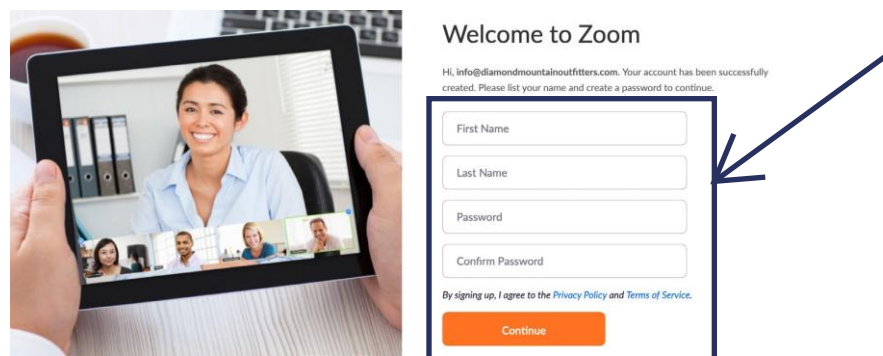 Welcome to Zoom
Hi, info@diamondmountainoutfitters.com. Your account has been successfully
created. Please list your name and create a password to continue.
First Name
Last Name
Password
Confirm Password
By signing up, I agree to the Privacy Policy and Terms of Service.
Continue